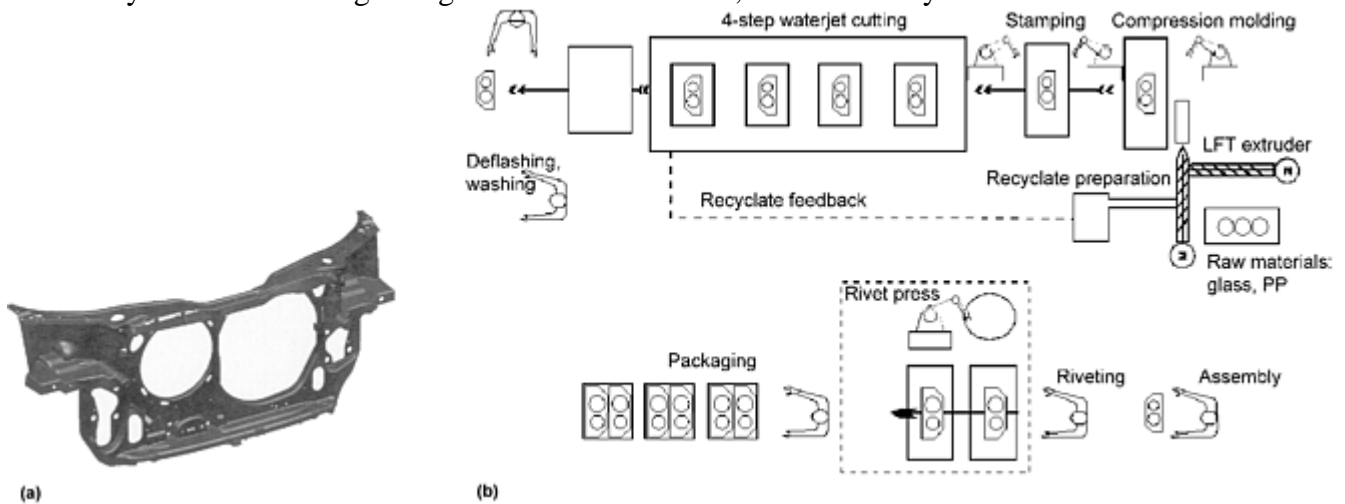 4-step waterjet cutting
Stamping
Compression molding
Deflashing,
washing
Recyclate feedback
Recyclate preparation
LFT extruder
Raw materials:
glass, PP
Rivet press
Packaging
Riveting
Assembly
(a)
(b)